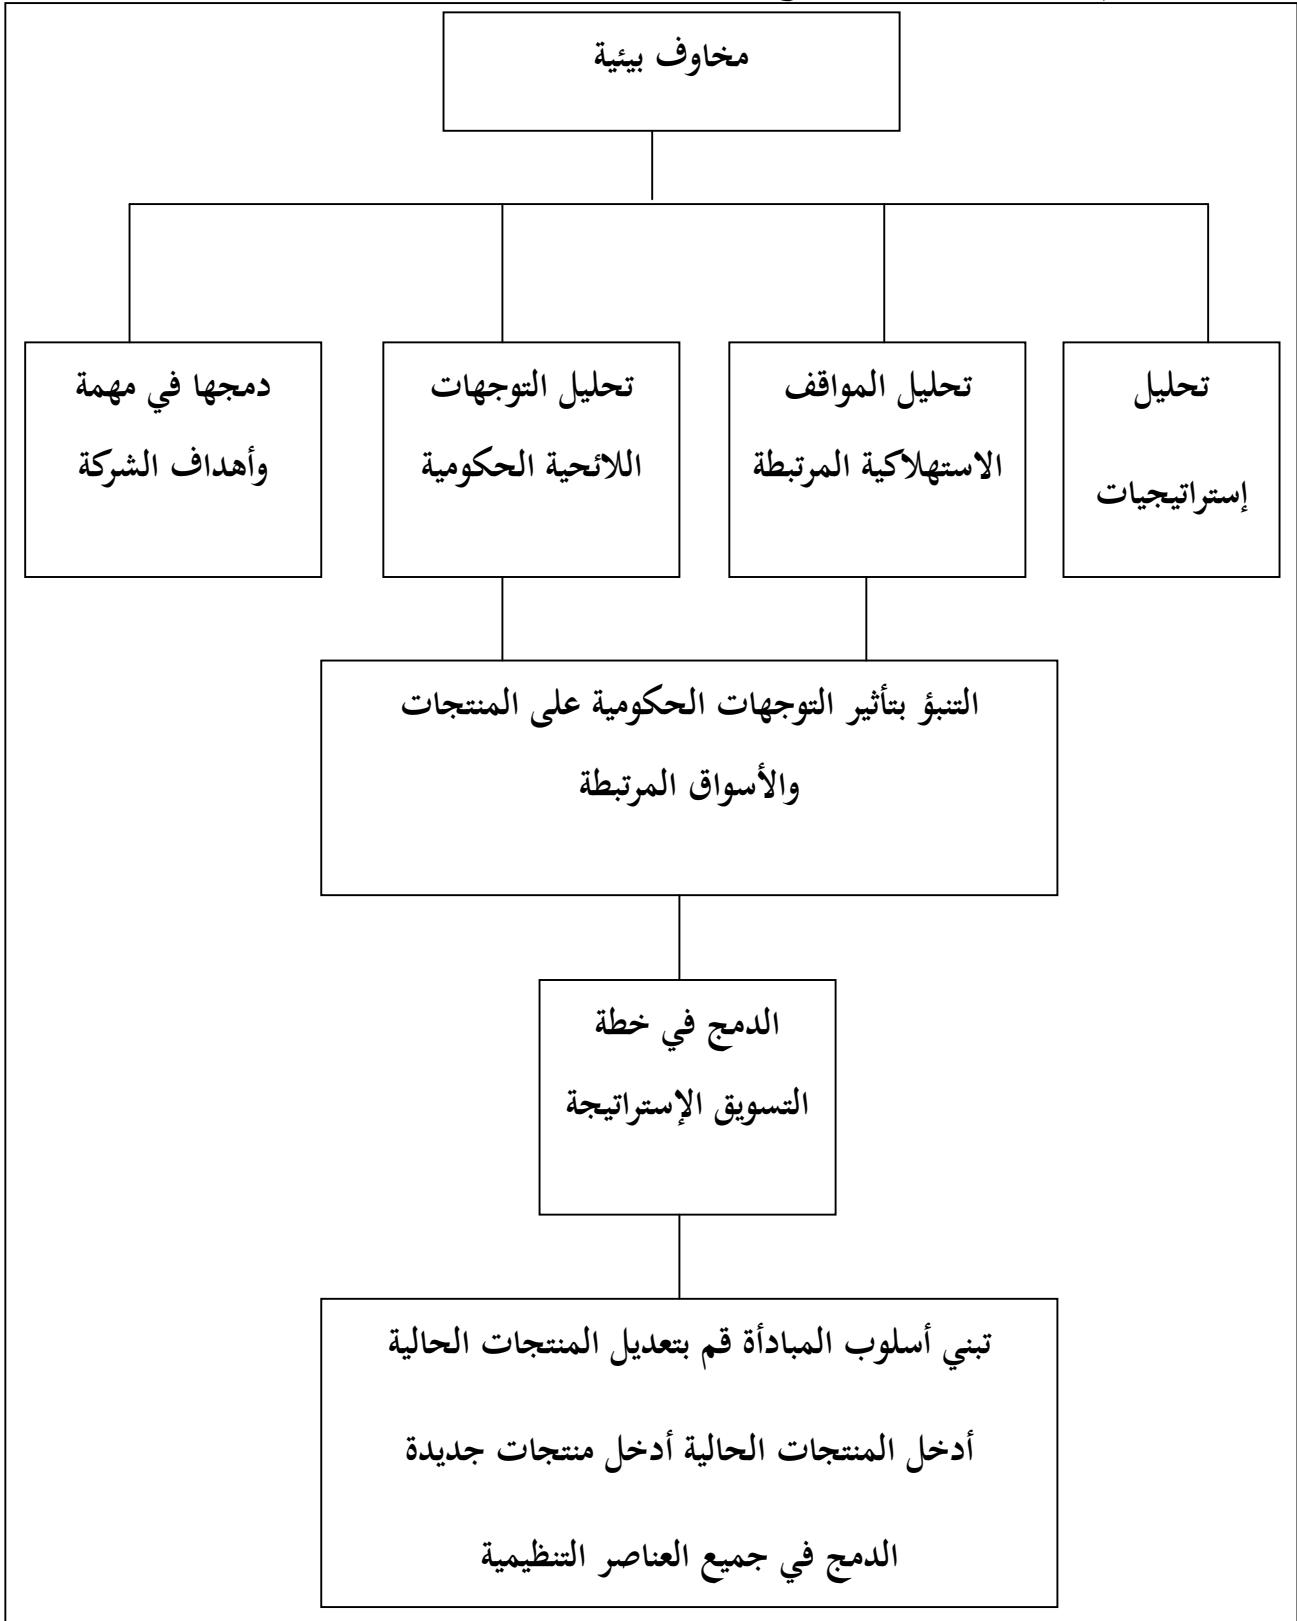 مخاوف بيئية
تحليل
إستراتيجيات
تحليل المواقف
الاستهلاكية المرتبطة
تحليل التوجهات
اللائحية الحكومية
دمجها في مهمة
وأهداف الشركة
التنبؤ بتأثير التوجهات الحكومية على المنتجات
والأسواق المرتبطة
الدمج في خطة
التسويق الإستراتيجة
تبني أسلوب المبادأة قم بتعديل المنتجات الحالية
أدخل المنتجات الحالية أدخل منتجات جديدة
الدمج في جميع العناصر التنظيمية